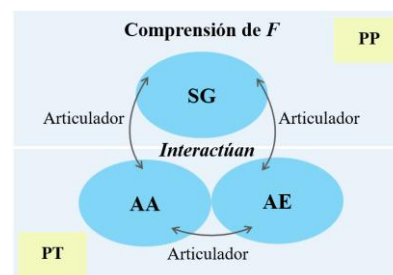 Comprensión de F
PP
SG
Articulador
Articulador
Interactúan
AA
AE
PT
Articulador